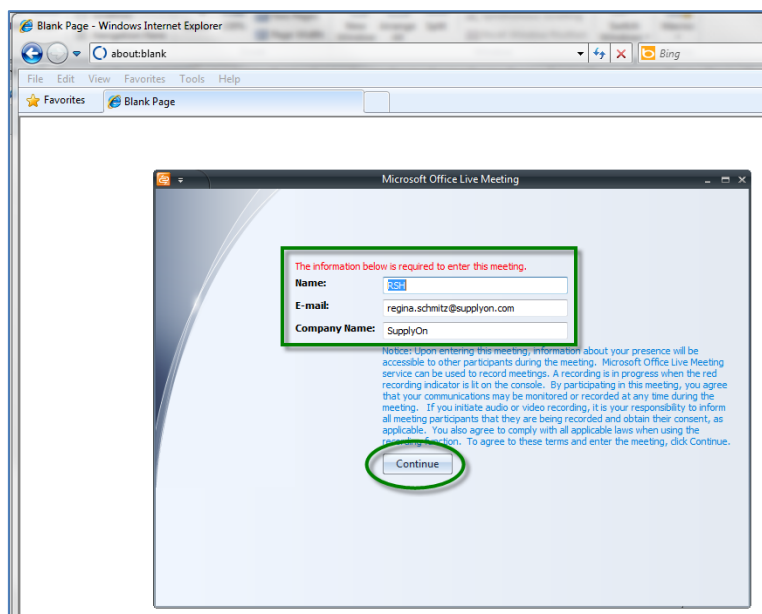 Blank Page - Windows Internet Explorer
about:blank
Bing
File Edit View Favorites Tools Help
Favorites
Blank Page
Microsoft Office Live Meeting
The information below is required to enter this meeting.
Name: RSH
E-mail: regina.schmitz@supplyon.com
Company Name: SupplyOn
Notice: Upon entering this meeting, information about your presence will be
accessible to other participants during the meeting. Microsoft Office Live Meeting
service can be used to record meetings. A recording is in progress when the red
recording indicator is lit on the console. By participating in this meeting, you agree
that your communications may be monitored or recorded at any time during the
meeting. If you initiate audio or video recording, it is your responsibility to inform
all meeting participants that they are being recorded and obtain their consent, as
applicable. You also agree to comply with all applicable laws when using the
recording function. To agree to these terms and enter the meeting, click Continue.
Continue